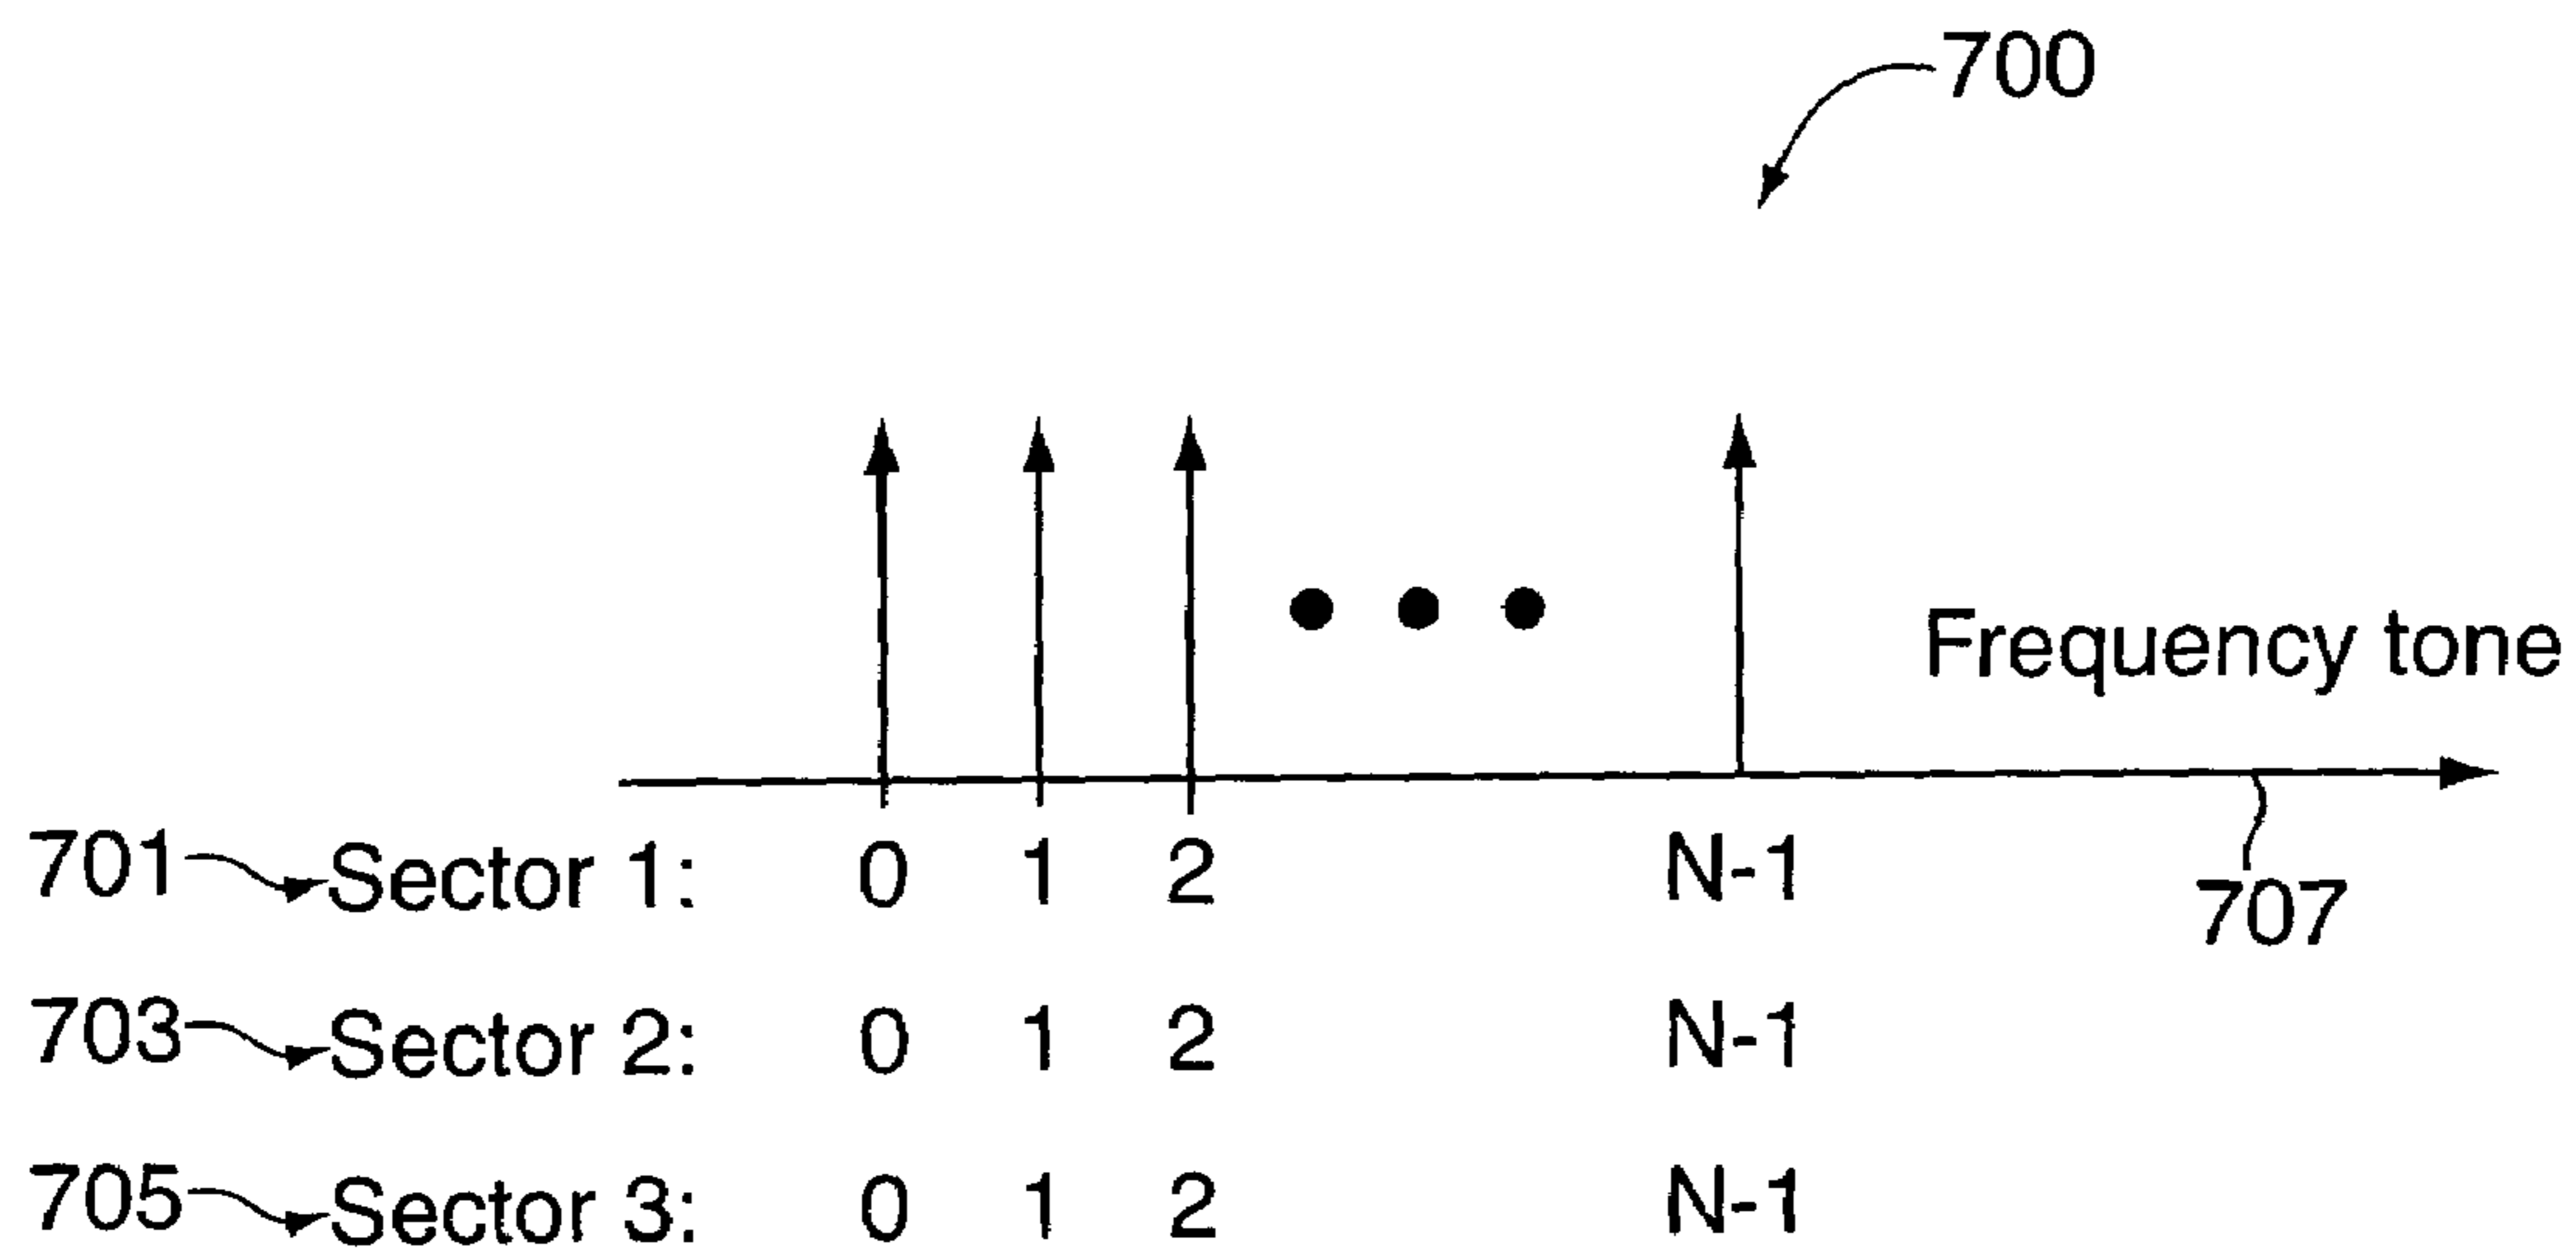 700
Frequency tone
701 Sector 1: 0 1 2 N-1
707
703 Sector 2: 0 1 2 N-1
705 Sector 3: 0 1 2 N-1